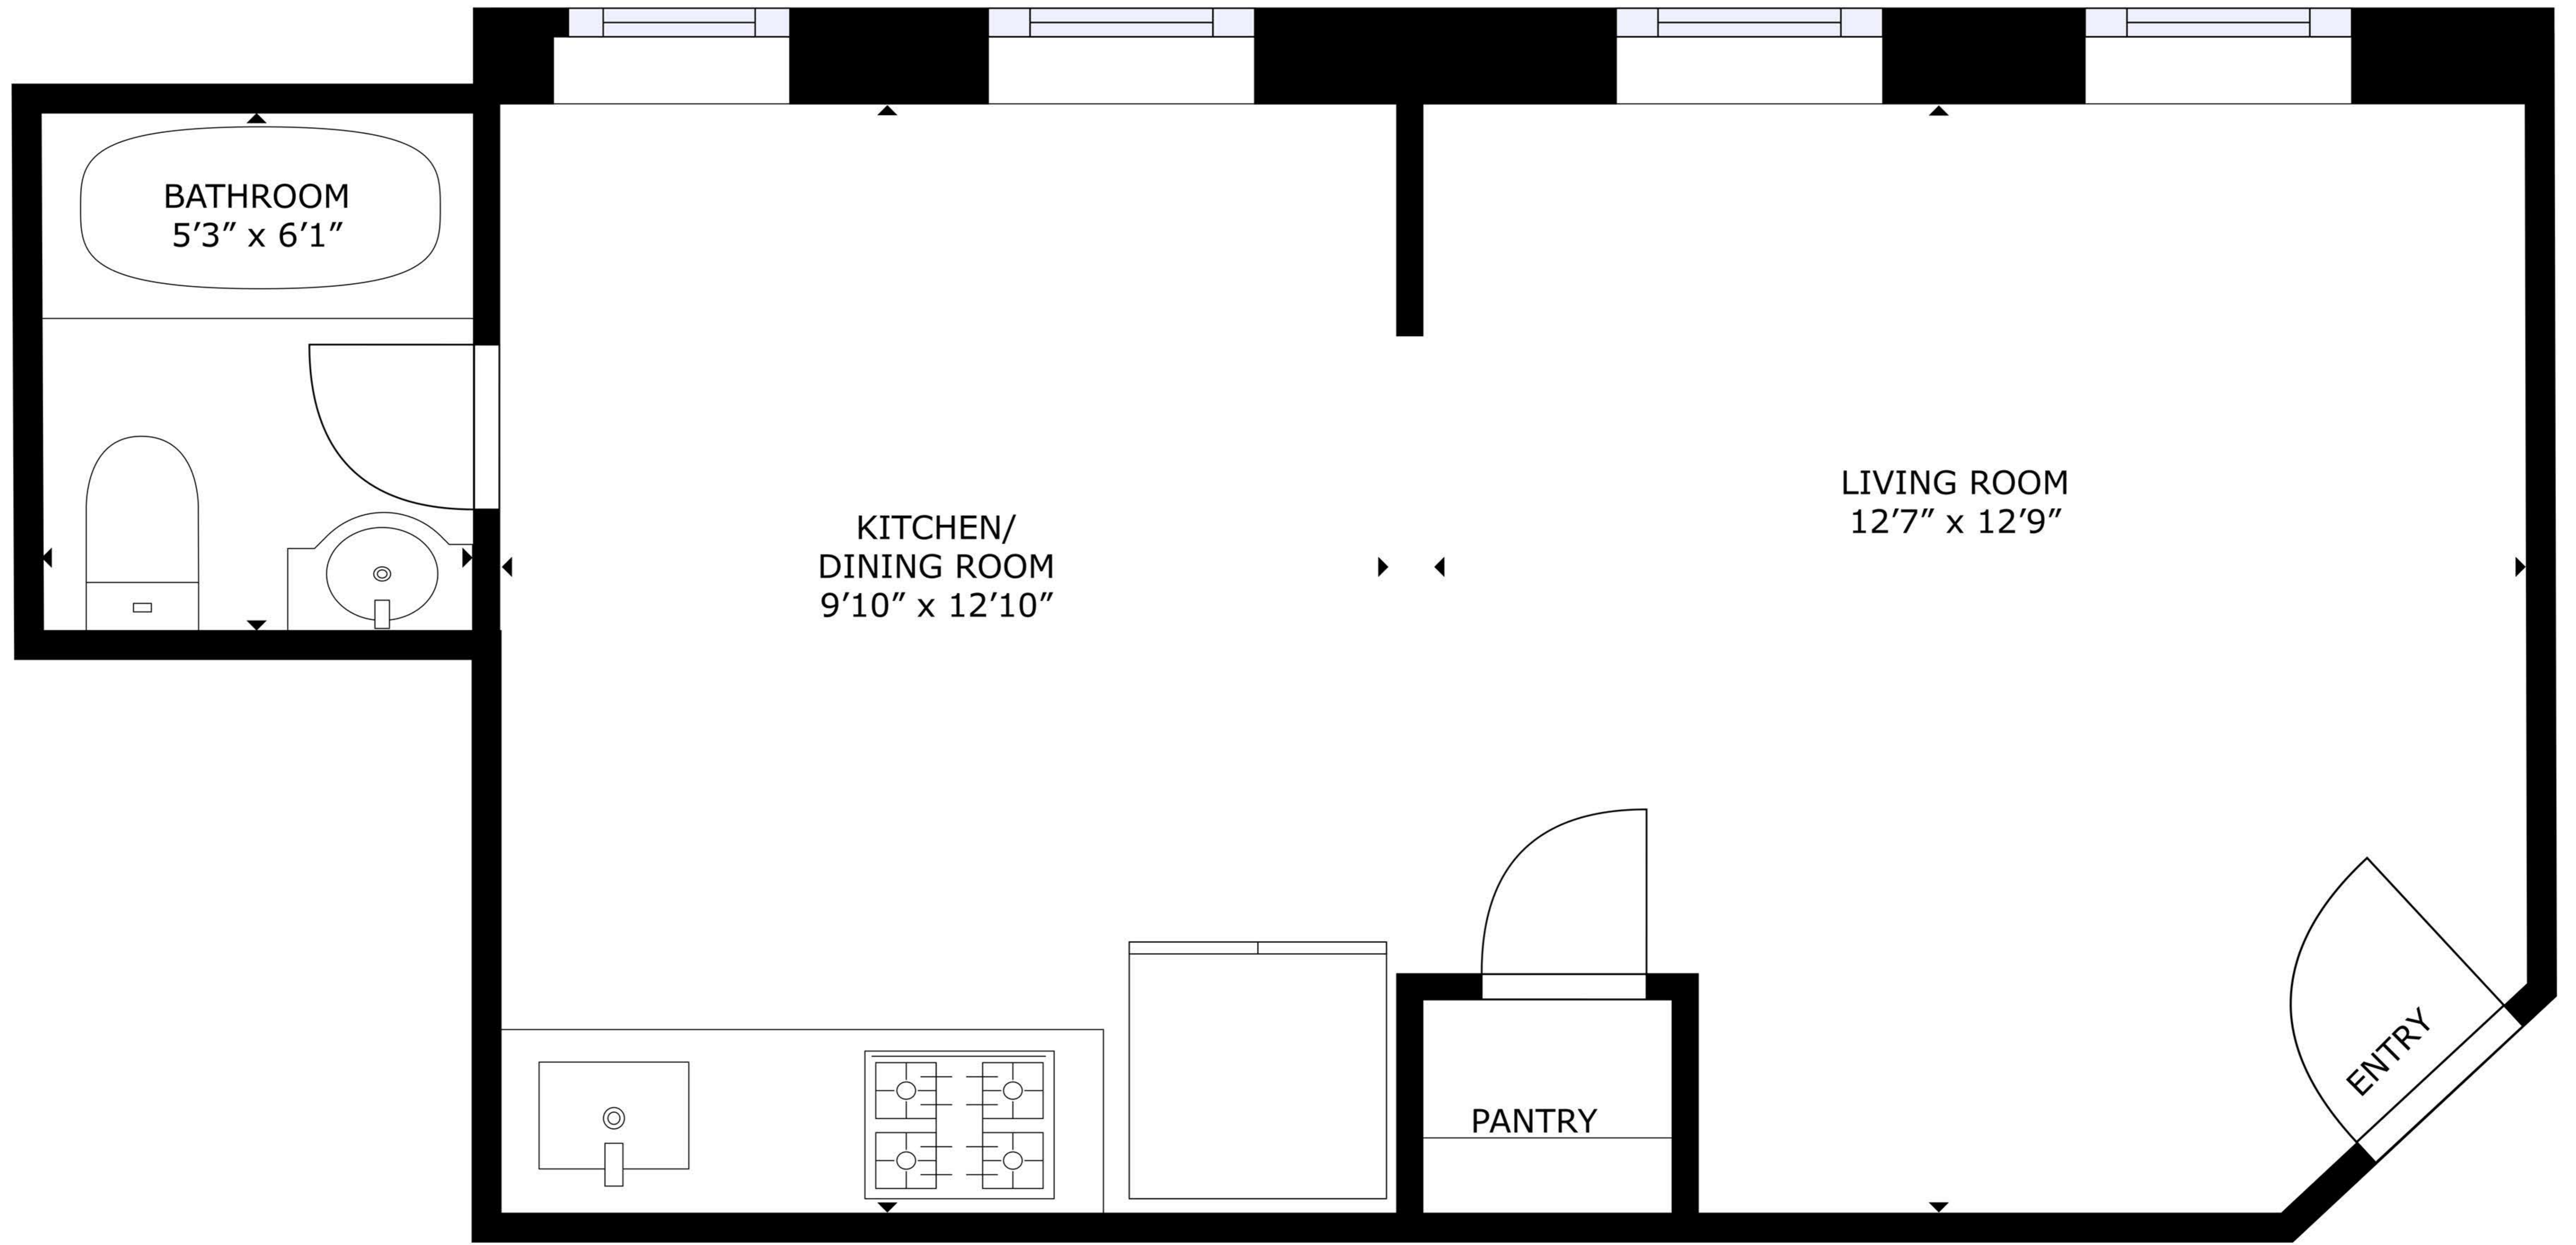 BATHROOM
5’3” x 6’1”
KITCHEN/
DINING ROOM
9’10” x 12’10”
LIVING ROOM
12’7” x 12’9”
PANTRY
ENTRY